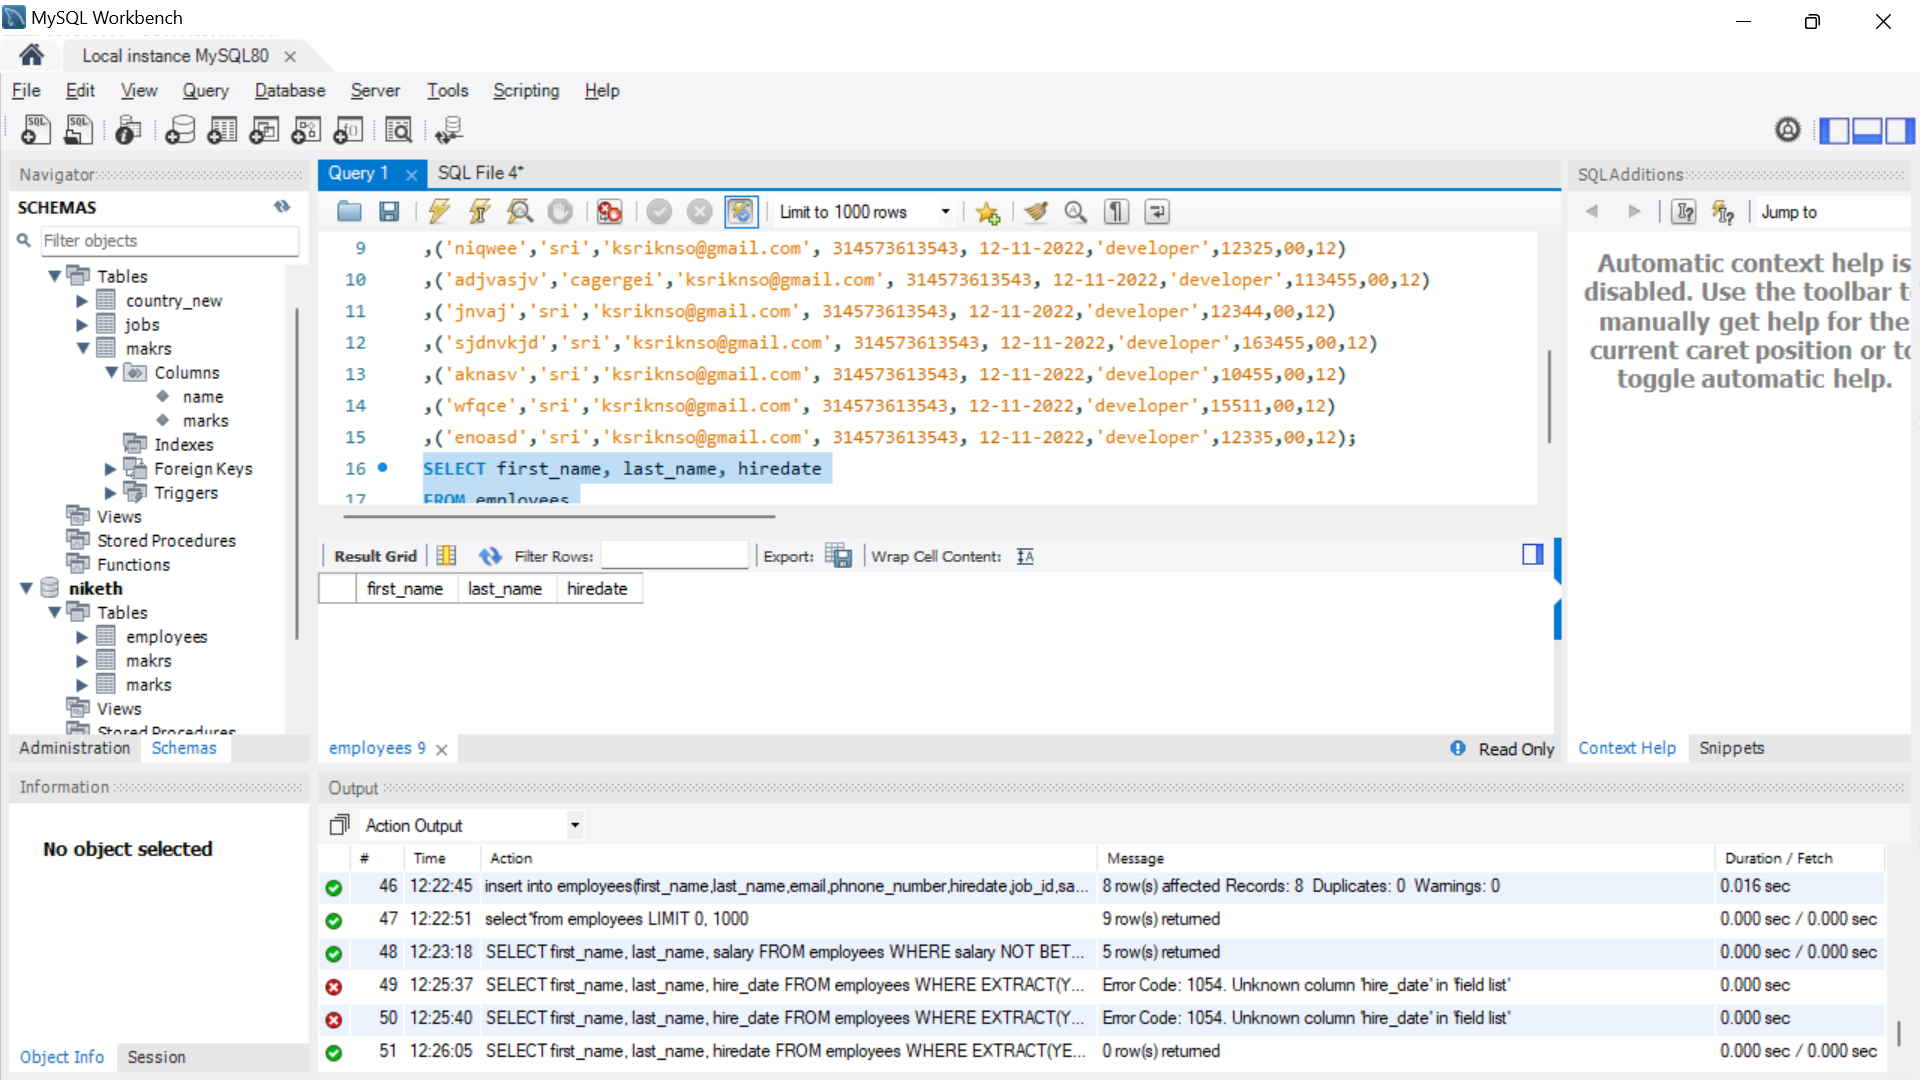 MySQL Workbench
Local instance MySQL80
File Edit View Query Database Server Tools Scripting Help
Navigator
SCHEMAS
Filter objects
Tables
country_new
jobs
makrs
Columns
name
marks
Indexes
Foreign Keys
Triggers
Views
Stored Procedures
Functions
niketh
Tables
employees
makrs
marks
Views
Stored Procedures
Administration Schemas
Query 1 SQL File 4*
Limit to 1000 rows
9 ,('niqwee','sri','ksriknso@gmail.com', 314573613543, 12-11-2022,'developer',12325,00,12)
10 ,('adjvasjv','cagergei','ksriknso@gmail.com', 314573613543, 12-11-2022,'developer',113455,00,12)
11 ,('jnvaj','sri','ksriknso@gmail.com', 314573613543, 12-11-2022,'developer',12344,00,12)
12 ,('sjdnvkjd','sri','ksriknso@gmail.com', 314573613543, 12-11-2022,'developer',163455,00,12)
13 ,('aknasv','sri','ksriknso@gmail.com', 314573613543, 12-11-2022,'developer',10455,00,12)
14 ,('wfqce','sri','ksriknso@gmail.com', 314573613543, 12-11-2022,'developer',15511,00,12)
15 ,('enoasd','sri','ksriknso@gmail.com', 314573613543, 12-11-2022,'developer',12335,00,12);
16 SELECT first_name, last_name, hiredate
17 FROM employees
Result Grid Filter Rows: Export: Wrap Cell Content:
first_name last_name hiredate
employees 9 Read Only
SQLAdditions
Jump to
Automatic context help is
disabled. Use the toolbar t
manually get help for the
current caret position or to
toggle automatic help.
Context Help Snippets
Information
No object selected
Object Info Session
Output
Action Output
# Time Action Message Duration / Fetch
46 12:22:45 insert into employees(first_name,last_name,email,phnone_number,hiredate,job_id,sa... 8 row(s) affected Records: 8 Duplicates: 0 Warnings: 0 0.016 sec
47 12:22:51 select*from employees LIMIT 0, 1000 9 row(s) returned 0.000 sec / 0.000 sec
48 12:23:18 SELECT first_name, last_name, salary FROM employees WHERE salary NOT BET... 5 row(s) returned 0.000 sec / 0.000 sec
49 12:25:37 SELECT first_name, last_name, hire_date FROM employees WHERE EXTRACT(Y... Error Code: 1054. Unknown column 'hire_date' in 'field list' 0.000 sec
50 12:25:40 SELECT first_name, last_name, hire_date FROM employees WHERE EXTRACT(Y... Error Code: 1054. Unknown column 'hire_date' in 'field list' 0.000 sec
51 12:26:05 SELECT first_name, last_name, hiredate FROM employees WHERE EXTRACT(YE... 0 row(s) returned 0.000 sec / 0.000 sec